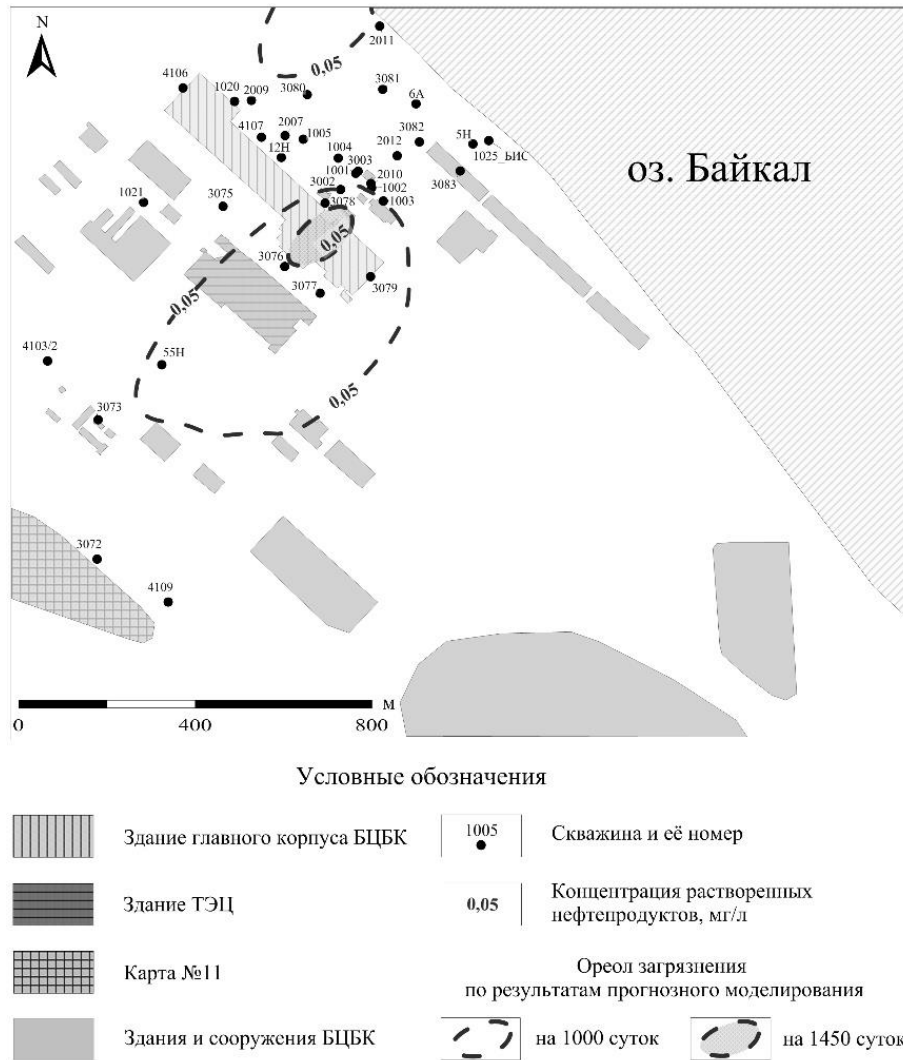 N
2011
0,05
4106
1020
2009
3080
3081
6А
4107
2007
1005
12Н
1004
2012
3082
5Н
1025_БИС
3083
1001
3003
2010
1002
1003
3002
3078
1021
3075
оз. Байкал
0,05
3076
3077
3079
0,05
4103/2
55Н
0,05
3073
3072
4109
0
400
800
м
Условные обозначения
Здание главного корпуса БЦБК
1005
Скважина и её номер
Здание ТЭЦ
0,05
Концентрация растворенных
нефтепродуктов, мг/л
Карта №11
Ореол загрязнения
по результатам прогнозного моделирования
Здания и сооружения БЦБК
на 1000 суток
на 1450 суток